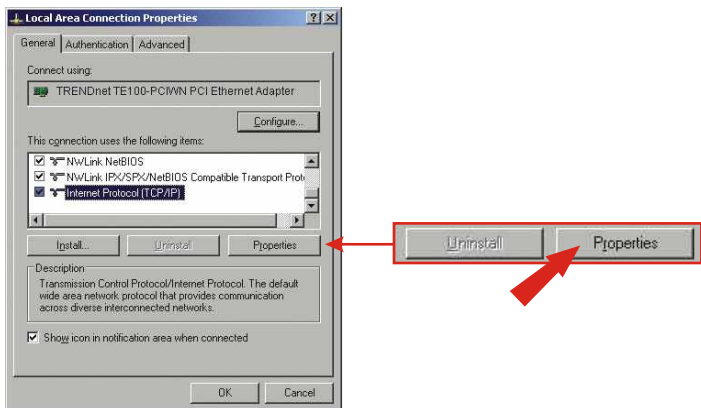 Local Area Connection Properties
General Authentication Advanced
Connect using:
TRENDnet TE100-PCIWN PCI Ethernet Adapter
Configure...
This connection uses the following items:
NWLink NetBIOS
NWLink IPX/SPX/NetBIOS Compatible Transport Proto
Internet Protocol (TCP/IP)
Install... Uninstall Properties
Description
Transmission Control Protocol/Internet Protocol. The default
wide area network protocol that provides communication
across diverse interconnected networks.
Show icon in notification area when connected
OK Cancel
Uninstall Properties